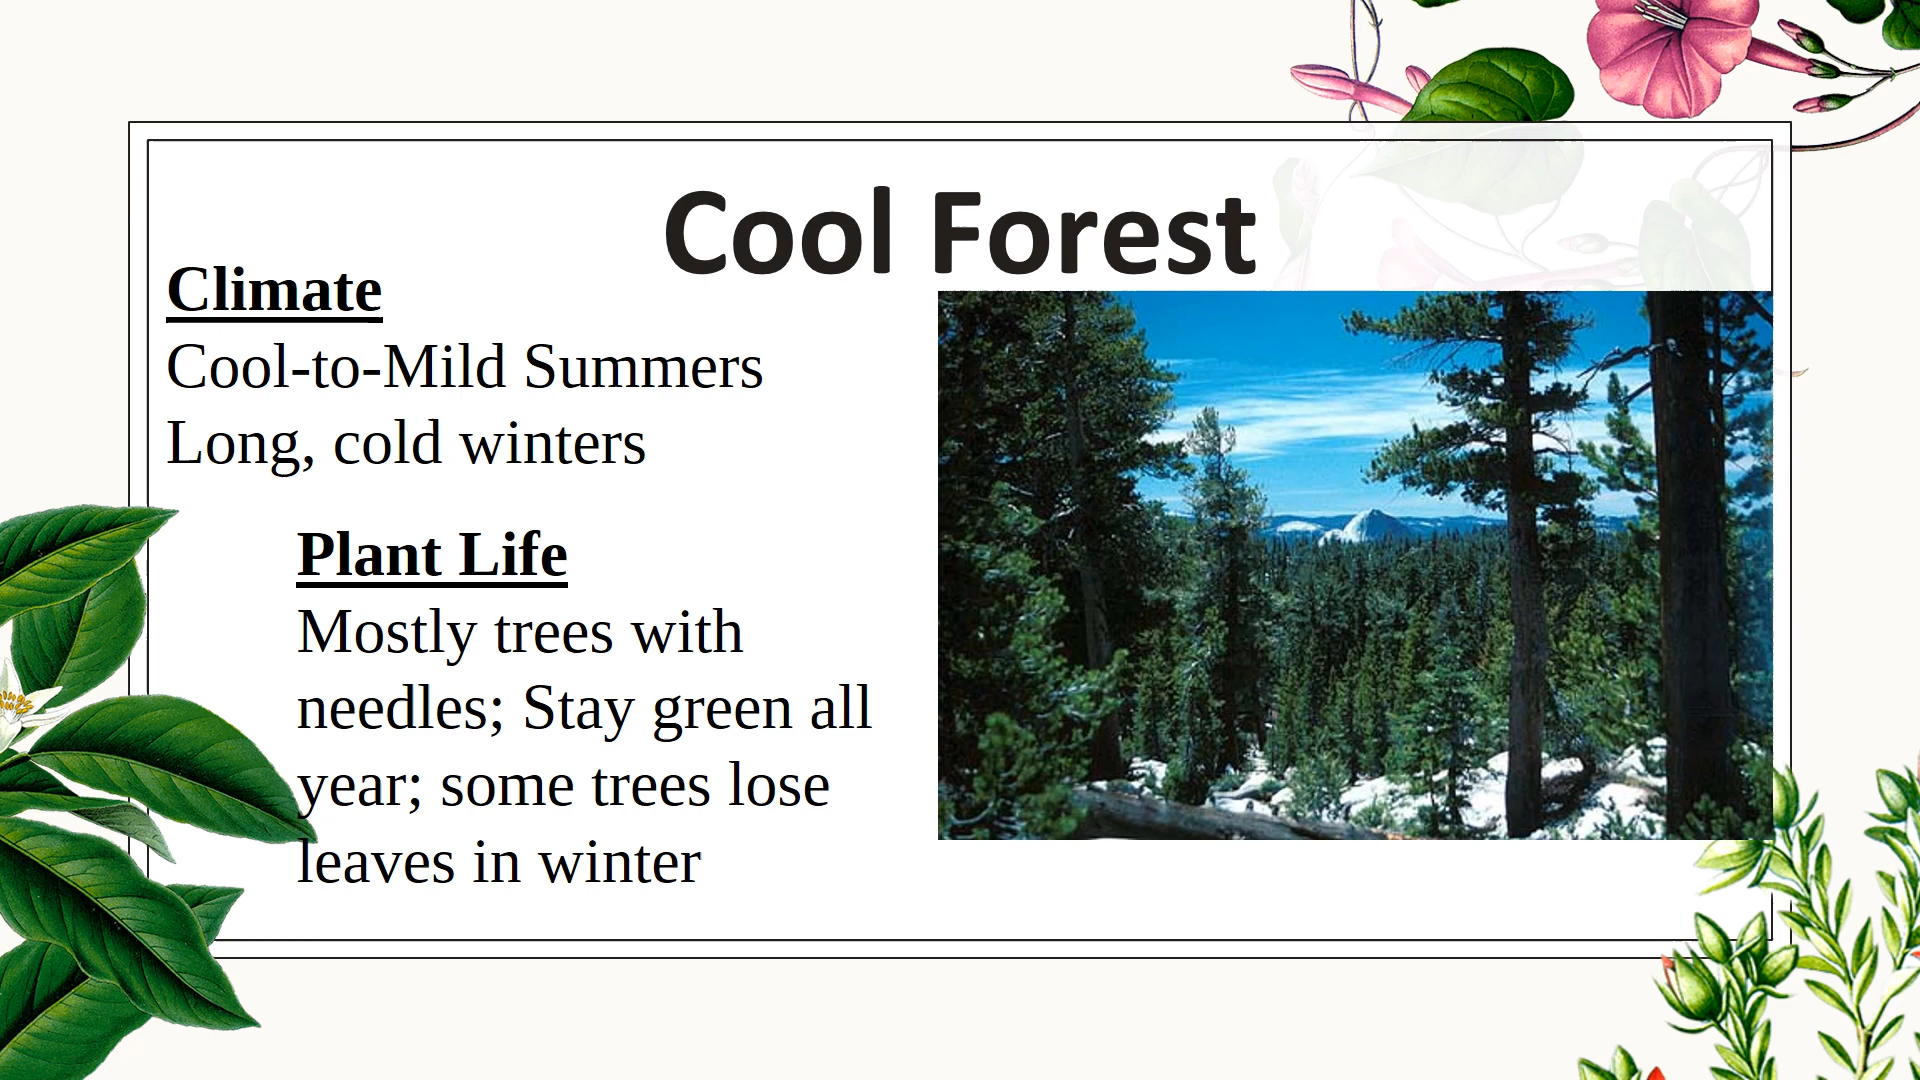 Cool Forest
Climate
Cool-to-Mild Summers
Long, cold winters
Plant Life
Mostly trees with
needles; Stay green all
year; some trees lose
leaves in winter